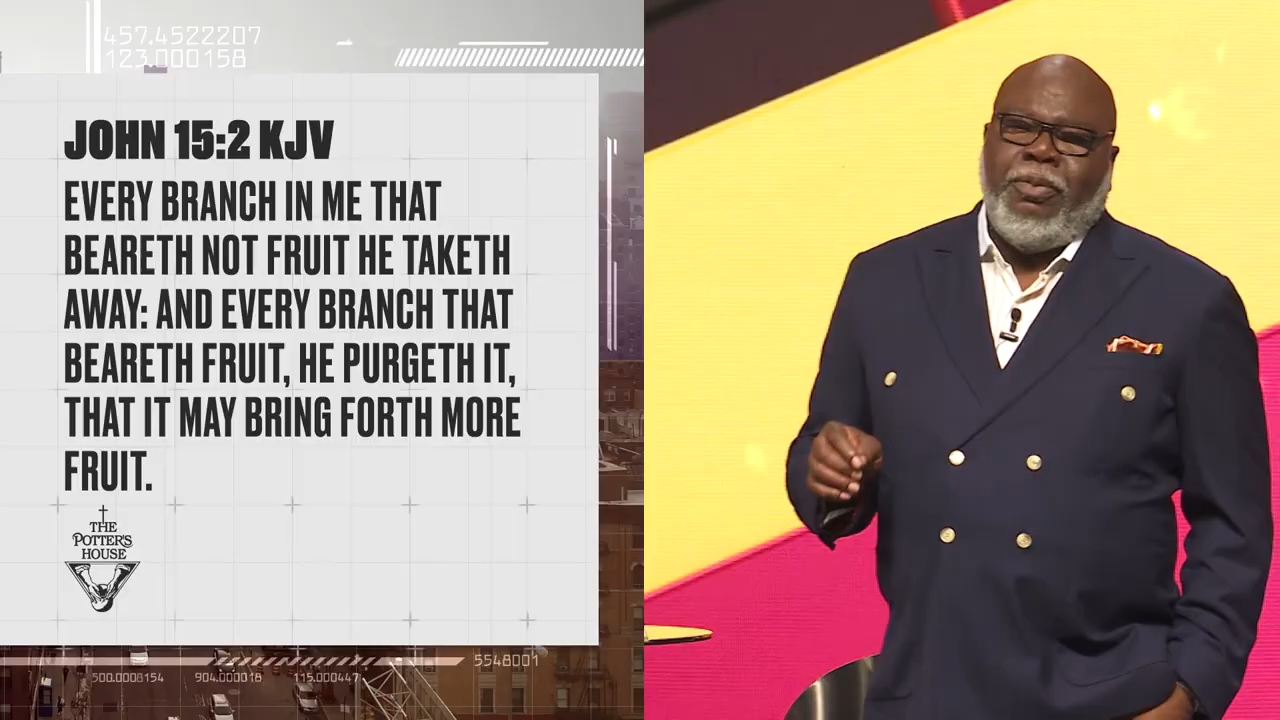 457.4522207
123.000158
JOHN 15:2 KJV
EVERY BRANCH IN ME THAT
BEARETH NOT FRUIT HE TAKETH
AWAY: AND EVERY BRANCH THAT
BEARETH FRUIT, HE PURGETH IT,
THAT IT MAY BRING FORTH MORE
FRUIT.
THE
POTTER'S
HOUSE
5548001
500.0008154 904.0000018 115.000447